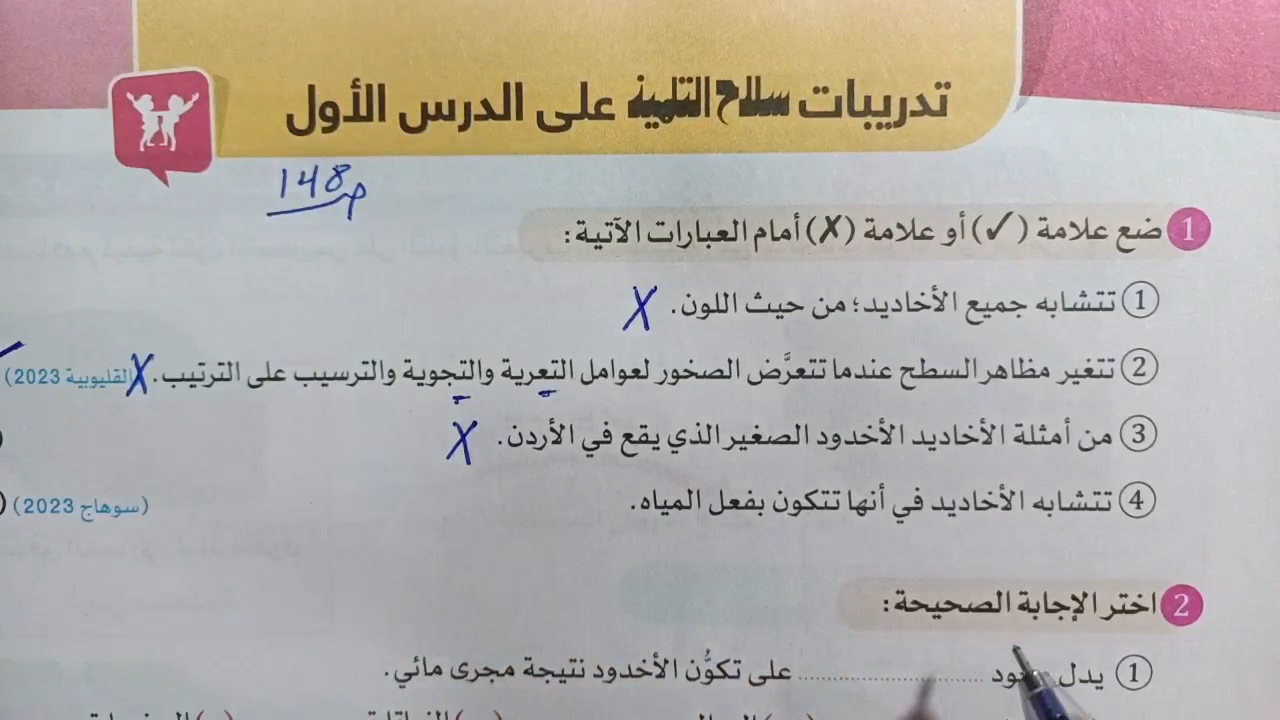 تدريبات سلاح التلميذ على الدرس الأول
148 ص
1 ضع علامة (✓) أو علامة (✗) أمام العبارات الآتية:
① تتشابه جميع الأخاديد؛ من حيث اللون. X
② تتغير مظاهر السطح عندما تتعرَّض الصخور لعوامل التعرية والتجوية والترسيب على الترتيب. X (القليوبية 2023)
③ من أمثلة الأخاديد الأخدود الصغير الذي يقع في الأردن. X
④ تتشابه الأخاديد في أنها تتكون بفعل المياه. (سوهاج 2023)
2 اختر الإجابة الصحيحة:
① يدل ........ على تكوُّن الأخدود نتيجة مجرى مائي.